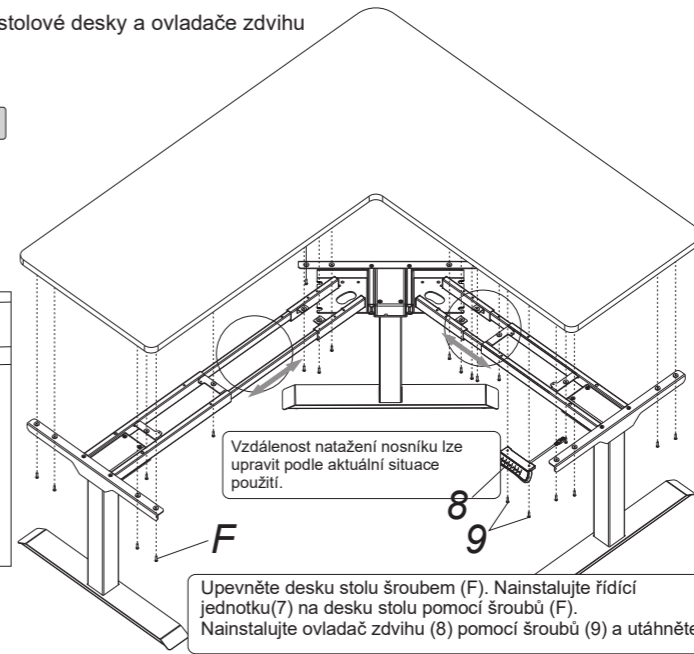 stolové desky a ovladače zdvihu
Vzdálenost natažení nosníku lze
upravit podle aktuální situace
použití.
8
9
F
Upevněte desku stolu šroubem (F). Nainstalujte řídící
jednotku(7) na desku stolu pomocí šroubů (F).
Nainstalujte ovladač zdvihu (8) pomocí šroubů (9) a utáhněte